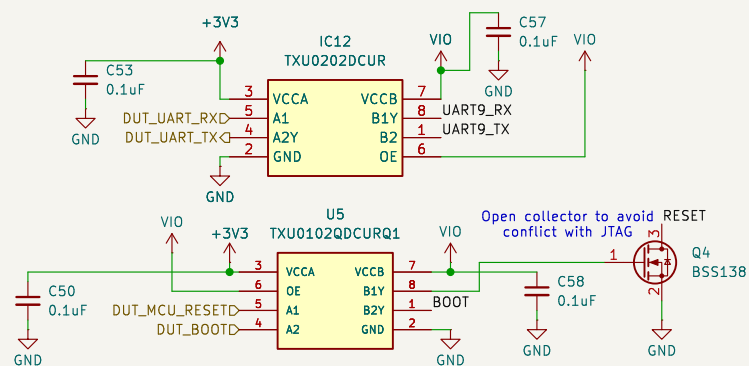 +3V3
C57
0.1uF
GND
VIO
VIO
IC12
TXU0202DCUR
C53
0.1uF
GND
3 VCCA VCCB 7
DUT_UART_RX 5 A1 B1Y 8 UART9_RX
DUT_UART_TX 4 A2Y B2 1 UART9_TX
2 GND OE 6
GND
U5
TXU0102QDCURQ1
VIO
+3V3
VIO
Open collector to avoid
conflict with JTAG
RESET
3
1
2
Q4
BSS138
GND
C50
0.1uF
GND
3 VCCA VCCB 7
6 OE B1Y 8
DUT_MCU_RESET 5 A1 B2Y 1 BOOT
DUT_BOOT 4 A2 GND 2
GND
C58
0.1uF
GND